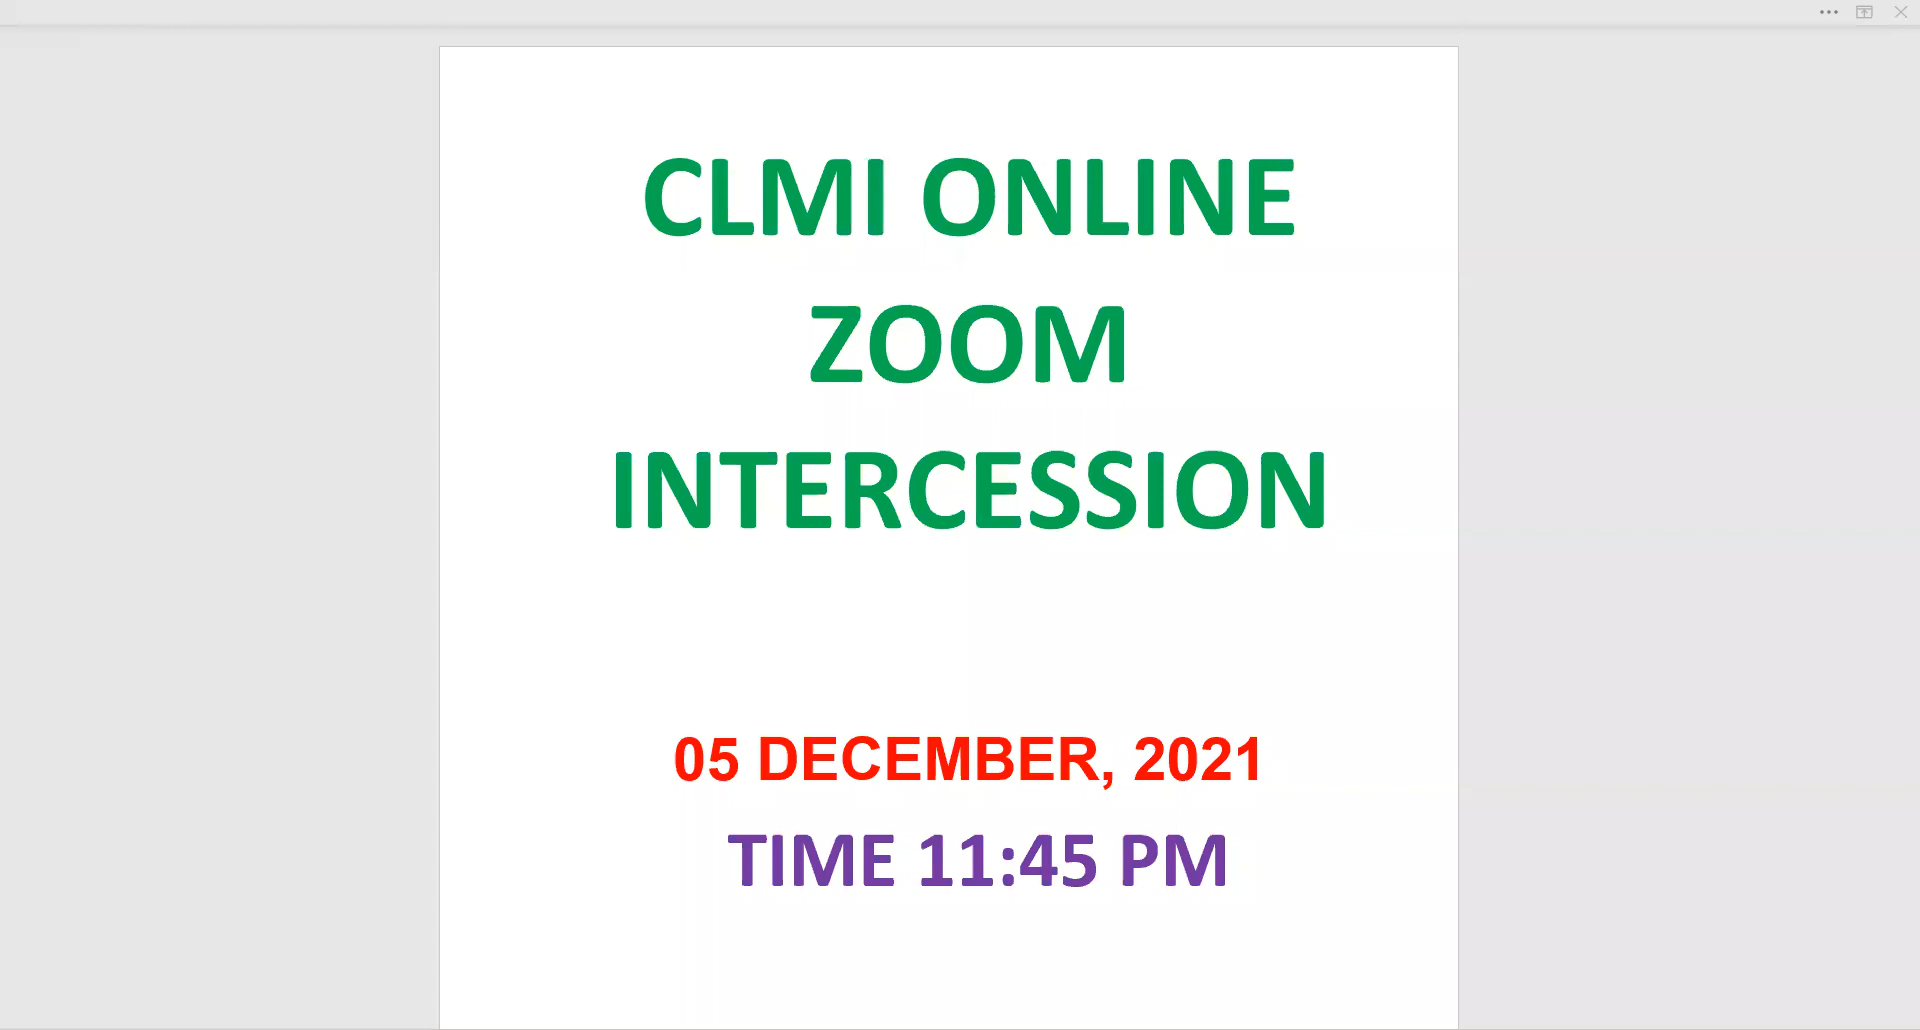 CLMI ONLINE
ZOOM
INTERCESSION
05 DECEMBER, 2021
TIME 11:45 PM